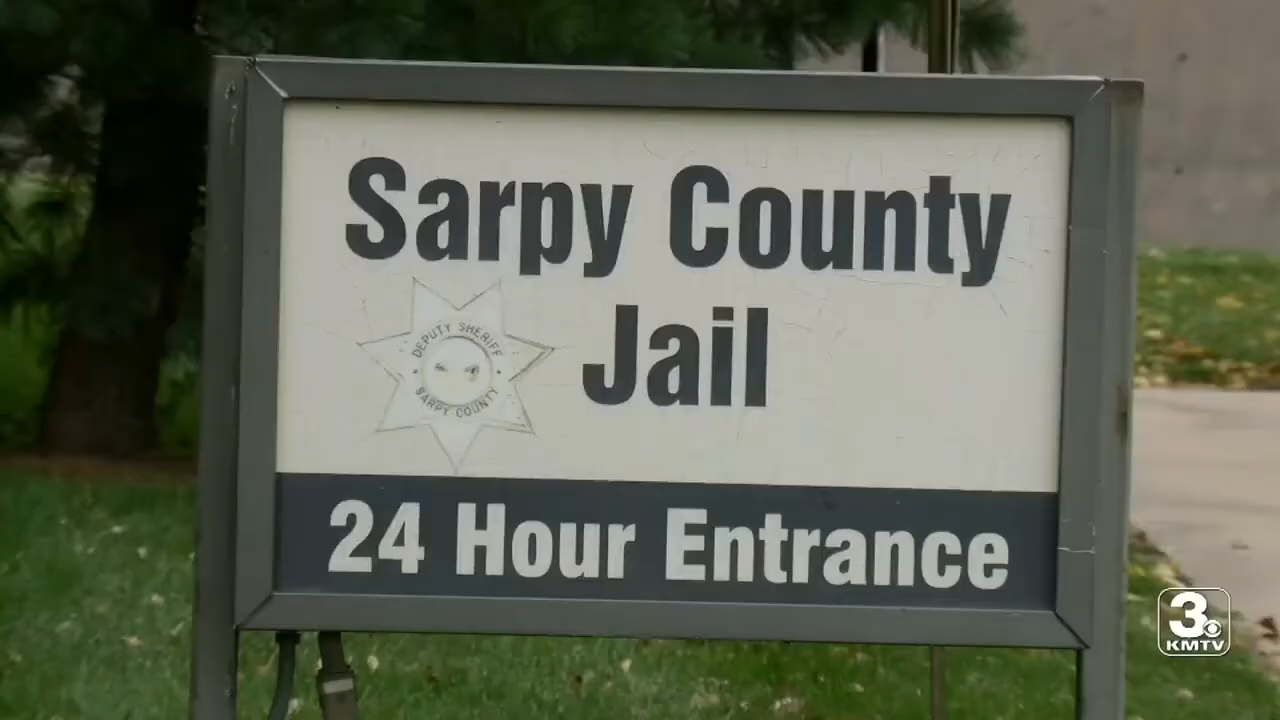 Sarpy County
Jail
DEPUTY SHERIFF
SARPY COUNTY
24 Hour Entrance
3
KMTV